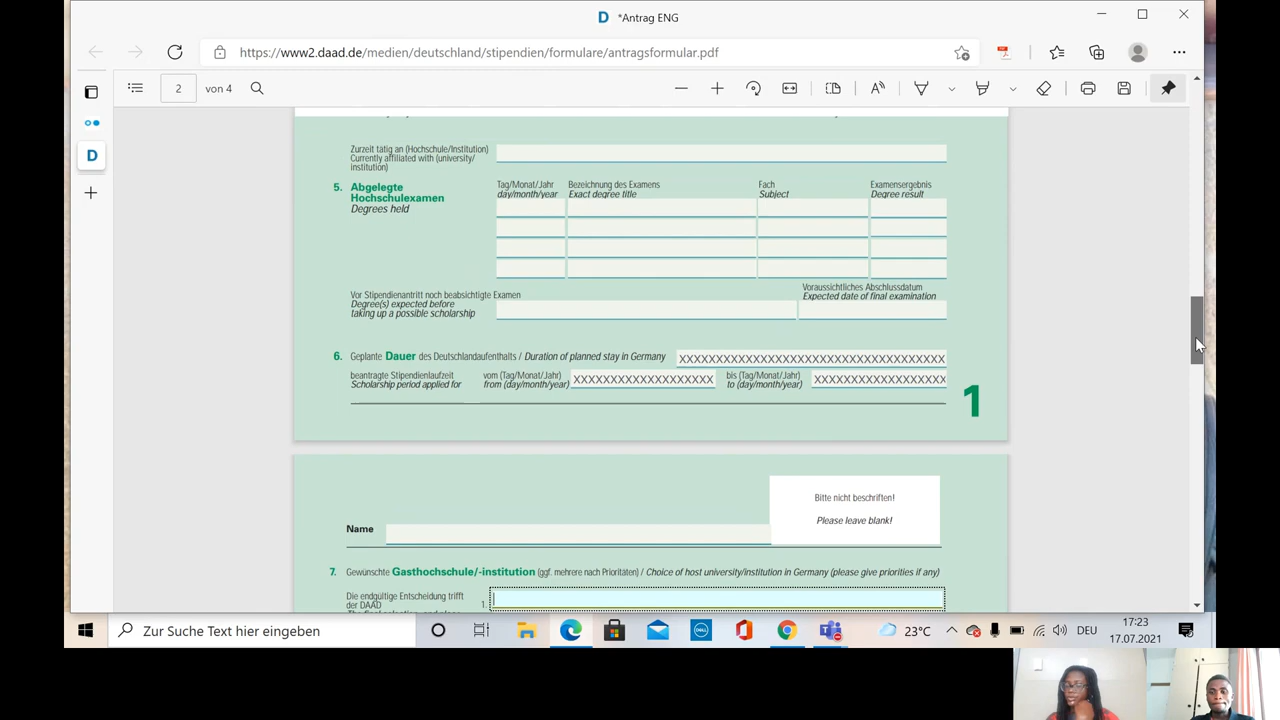 D *Antrag ENG
https://www2.daad.de/medien/deutschland/stipendien/formulare/antragsformular.pdf
2 von 4
D
Zurzeit tätig an (Hochschule/Institution)
Currently affiliated with (university/
institution)
5. Abgelegte
Hochschulexamen
Degrees held
Tag/Monat/Jahr
day/month/year
Bezeichnung des Examens
Exact degree title
Fach
Subject
Examensergebnis
Degree result
Vor Stipendienantritt noch beabsichtigte Examen
Degree(s) expected before
taking up a possible scholarship
Voraussichtliches Abschlussdatum
Expected date of final examination
6. Geplante Dauer des Deutschlandaufenthalts / Duration of planned stay in Germany XXXXXXXXXXXXXXXXXXXXXXXXXXXXXXXXXXX
beantragte Stipendienlaufzeit
Scholarship period applied for
vom (Tag/Monat/Jahr)
from (day/month/year) XXXXXXXXXXXXXXXXXXX
bis (Tag/Monat/Jahr)
to (day/month/year) XXXXXXXXXXXXXXXXXX
1
Name
Bitte nicht beschriften!
Please leave blank!
7. Gewünschte Gasthochschule/-institution (ggf. mehrere nach Prioritäten) / Choice of host university/institution in Germany (please give priorities if any)
Die endgültige Entscheidung trifft
der DAAD
1.
Zur Suche Text hier eingeben
DELL
23°C
DEU
17:23
17.07.2021